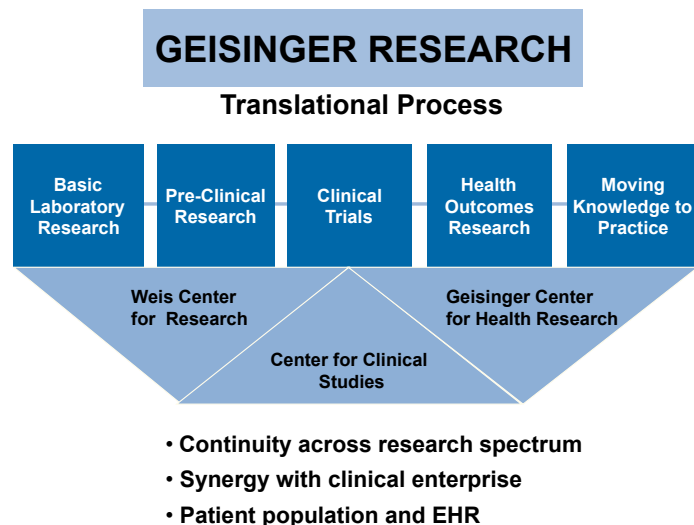 GEISINGER RESEARCH
Translational Process
Basic
Laboratory
Research
Pre-Clinical
Research
Clinical
Trials
Health
Outcomes
Research
Moving
Knowledge to
Practice
Weis Center
for Research
Geisinger Center
for Health Research
Center for Clinical
Studies
• Continuity across research spectrum
• Synergy with clinical enterprise
• Patient population and EHR